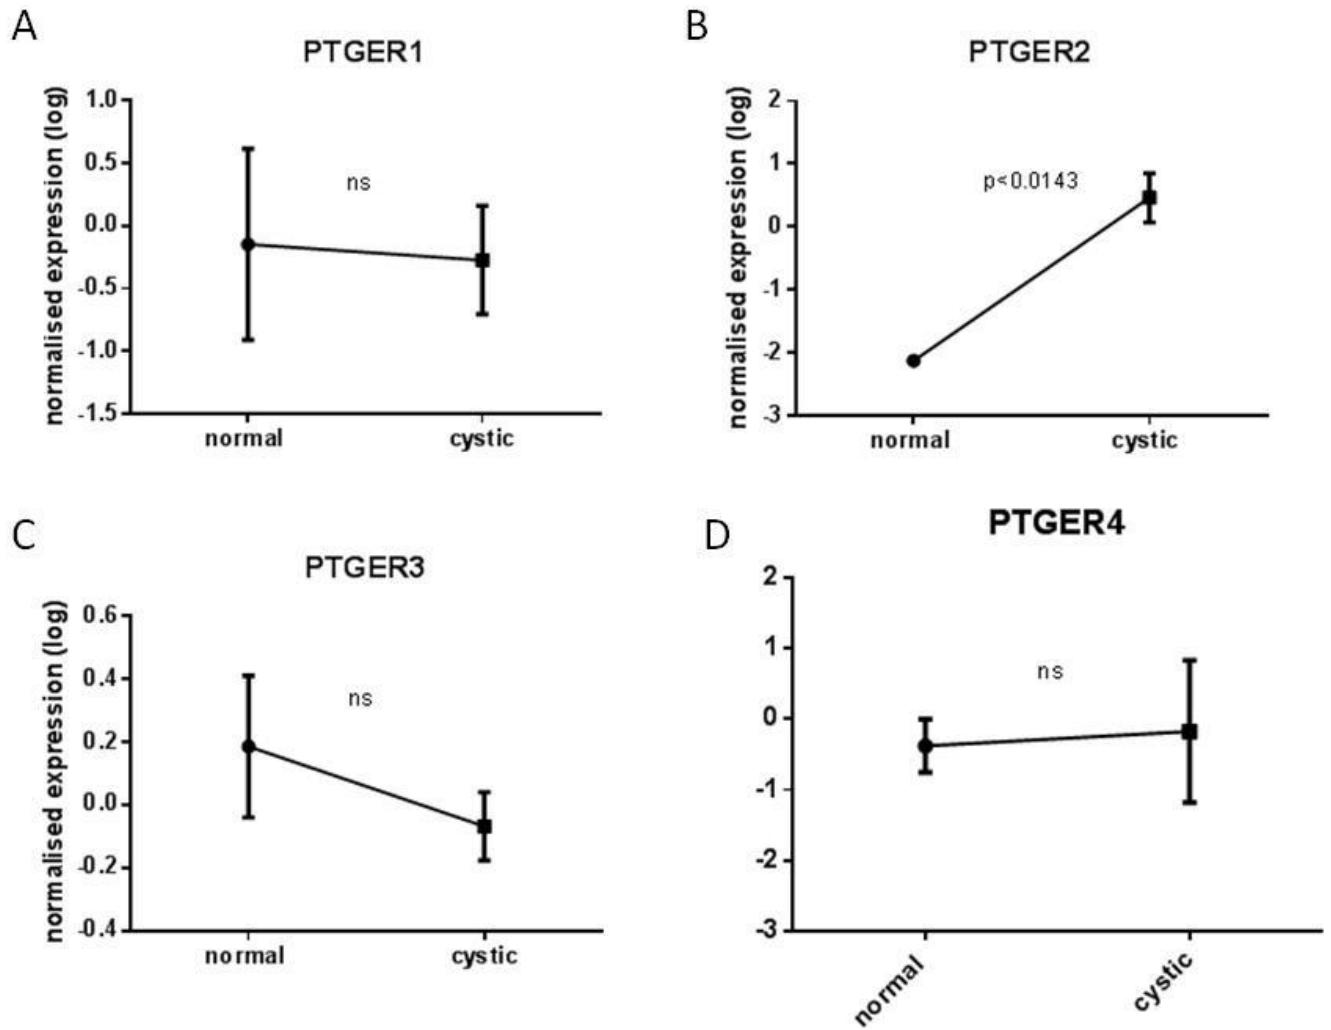 A
PTGER1
normalised expression (log)
1.0
0.5
0.0
-0.5
-1.0
-1.5
ns
normal
cystic
B
PTGER2
normalised expression (log)
2
1
0
-1
-2
-3
p<0.0143
normal
cystic
C
PTGER3
normalised expression (log)
0.6
0.4
0.2
0.0
-0.2
-0.4
ns
normal
cystic
D
PTGER4
2
1
0
-1
-2
-3
ns
normal
cystic